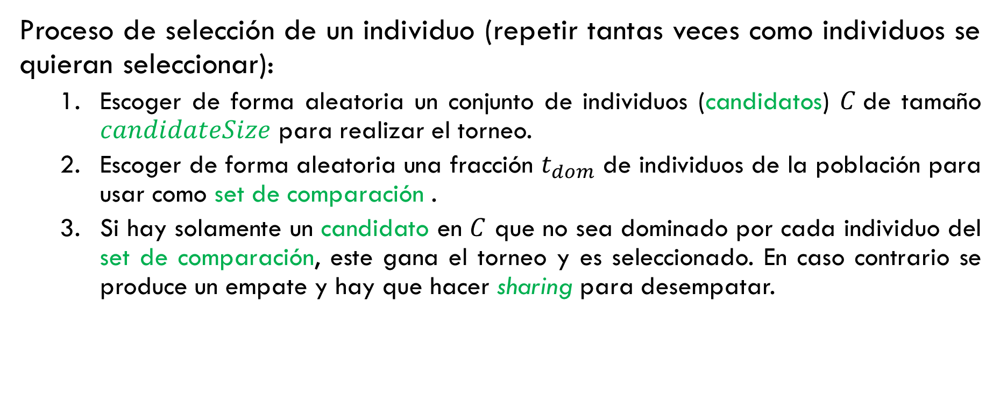 Proceso de selección de un individuo (repetir tantas veces como individuos se
quieran seleccionar):
1. Escoger de forma aleatoria un conjunto de individuos (candidatos) C de tamaño
candidateSize para realizar el torneo.
2. Escoger de forma aleatoria una fracción t_dom de individuos de la población para
usar como set de comparación .
3. Si hay solamente un candidato en C que no sea dominado por cada individuo del
set de comparación, este gana el torneo y es seleccionado. En caso contrario se
produce un empate y hay que hacer sharing para desempatar.